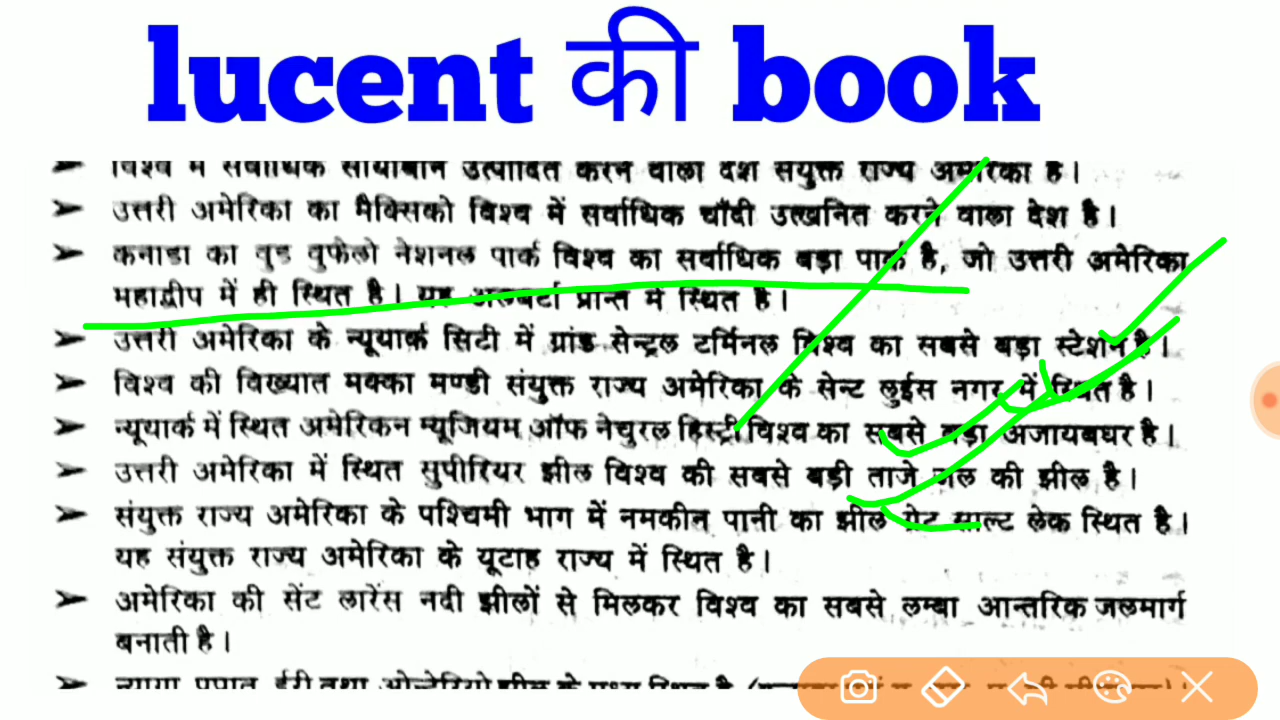 lucent की book
➤ विश्व में सर्वाधिक सोयाबीन उत्पादित करने वाला देश संयुक्त राज्य अमेरिका है।
➤ उत्तरी अमेरिका का मैक्सिको विश्व में सर्वाधिक चाँदी उत्खनित करने वाला देश है।
➤ कनाडा का वुड वुफेलो नेशनल पार्क विश्व का सर्वाधिक बड़ा पार्क है, जो उत्तरी अमेरिका
महाद्वीप में ही स्थित है। यह अलबर्टा प्रान्त में स्थित है।
➤ उत्तरी अमेरिका के न्यूयार्क सिटी में ग्रांड सेन्ट्रल टर्मिनल विश्व का सबसे बड़ा स्टेशन है।
➤ विश्व की विख्यात मक्का मण्डी संयुक्त राज्य अमेरिका के सेन्ट लुईस नगर में स्थित है।
➤ न्यूयार्क में स्थित अमेरिकन म्यूजियम ऑफ नेचुरल हिस्ट्री विश्व का सबसे बड़ा अजायबघर है।
➤ उत्तरी अमेरिका में स्थित सुपीरियर झील विश्व की सबसे बड़ी ताजे जल की झील है।
➤ संयुक्त राज्य अमेरिका के पश्चिमी भाग में नमकीन पानी का झील ग्रेट साल्ट लेक स्थित है।
यह संयुक्त राज्य अमेरिका के यूटाह राज्य में स्थित है।
➤ अमेरिका की सेंट लारेंस नदी झीलों से मिलकर विश्व का सबसे लम्बा आन्तरिक जलमार्ग
बनाती है।